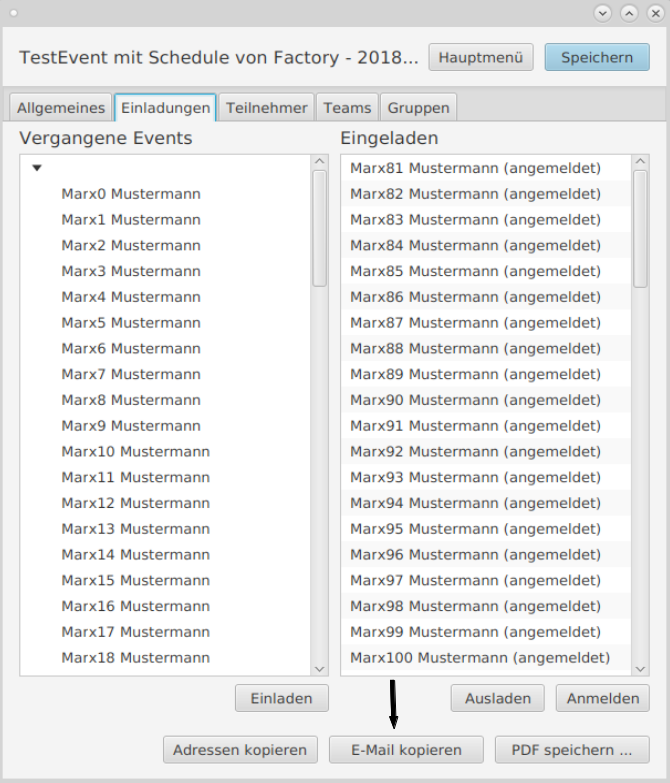 TestEvent mit Schedule von Factory - 2018...
Hauptmenü
Speichern
Allgemeines
Einladungen
Teilnehmer
Teams
Gruppen
Vergangene Events
Marx0 Mustermann
Marx1 Mustermann
Marx2 Mustermann
Marx3 Mustermann
Marx4 Mustermann
Marx5 Mustermann
Marx6 Mustermann
Marx7 Mustermann
Marx8 Mustermann
Marx9 Mustermann
Marx10 Mustermann
Marx11 Mustermann
Marx12 Mustermann
Marx13 Mustermann
Marx14 Mustermann
Marx15 Mustermann
Marx16 Mustermann
Marx17 Mustermann
Marx18 Mustermann
Einladen
Eingeladen
Marx81 Mustermann (angemeldet)
Marx82 Mustermann (angemeldet)
Marx83 Mustermann (angemeldet)
Marx84 Mustermann (angemeldet)
Marx85 Mustermann (angemeldet)
Marx86 Mustermann (angemeldet)
Marx87 Mustermann (angemeldet)
Marx88 Mustermann (angemeldet)
Marx89 Mustermann (angemeldet)
Marx90 Mustermann (angemeldet)
Marx91 Mustermann (angemeldet)
Marx92 Mustermann (angemeldet)
Marx93 Mustermann (angemeldet)
Marx94 Mustermann (angemeldet)
Marx95 Mustermann (angemeldet)
Marx96 Mustermann (angemeldet)
Marx97 Mustermann (angemeldet)
Marx98 Mustermann (angemeldet)
Marx99 Mustermann (angemeldet)
Marx100 Mustermann (angemeldet)
Ausladen
Anmelden
Adressen kopieren
E-Mail kopieren
PDF speichern ...